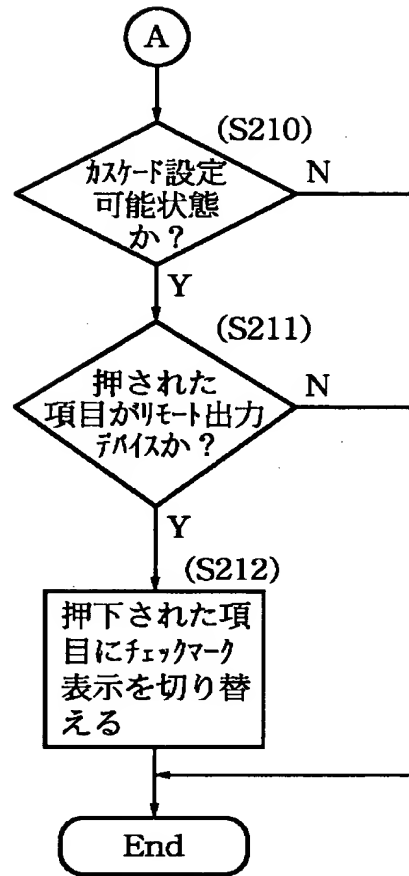 A
(S210)
カスケード設定
可能状態
か？
N
Y
(S211)
押された
項目がリモート出力
デバイスか？
N
Y
(S212)
押下された項
目にチェックマーク
表示を切り替
える
End